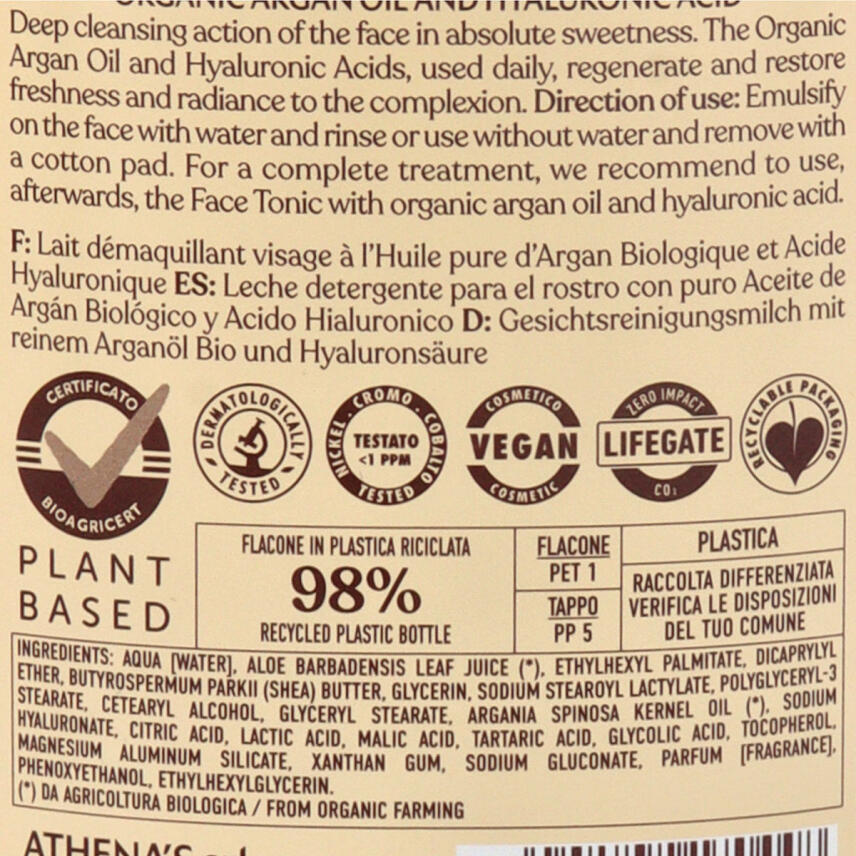 ORGANIC ARGAN OIL AND HYALURONIC ACID
Deep cleansing action of the face in absolute sweetness. The Organic
Argan Oil and Hyaluronic Acids, used daily, regenerate and restore
freshness and radiance to the complexion. Direction of use: Emulsify
on the face with water and rinse or use without water and remove with
a cotton pad. For a complete treatment, we recommend to use,
afterwards, the Face Tonic with organic argan oil and hyaluronic acid.
F: Lait démaquillant visage à l'Huile pure d'Argan Biologique et Acide
Hyaluronique ES: Leche detergente para el rostro con puro Aceite de
Argán Biológico y Acido Hialuronico D: Gesichtsreinigungsmilch mit
reinem Arganöl Bio und Hyaluronsäure
CERTIFICATO
BIOAGRICERT
PLANT
BASED
DERMATOLOGICALLY
TESTED
NICKEL . CROMO . COBALTO
TESTATO
<1 PPM
TESTED
COSMETICO
VEGAN
COSMETIC
ZERO IMPACT
LIFEGATE
CO2
RECYCLABLE PACKAGING
FLACONE IN PLASTICA RICICLATA
98%
RECYCLED PLASTIC BOTTLE
FLACONE
PET 1
TAPPO
PP 5
PLASTICA
RACCOLTA DIFFERENZIATA
VERIFICA LE DISPOSIZIONI
DEL TUO COMUNE
INGREDIENTS: AQUA [WATER], ALOE BARBADENSIS LEAF JUICE (*), ETHYLHEXYL PALMITATE, DICAPRYLYL
ETHER, BUTYROSPERMUM PARKII (SHEA) BUTTER, GLYCERIN, SODIUM STEAROYL LACTYLATE, POLYGLYCERYL-3
STEARATE, CETEARYL ALCOHOL, GLYCERYL STEARATE, ARGANIA SPINOSA KERNEL OIL (*), SODIUM
HYALURONATE, CITRIC ACID, LACTIC ACID, MALIC ACID, TARTARIC ACID, GLYCOLIC ACID, TOCOPHEROL,
MAGNESIUM ALUMINUM SILICATE, XANTHAN GUM, SODIUM GLUCONATE, PARFUM [FRAGRANCE],
PHENOXYETHANOL, ETHYLHEXYLGLYCERIN.
(*) DA AGRICOLTURA BIOLOGICA / FROM ORGANIC FARMING
ATHENA'S